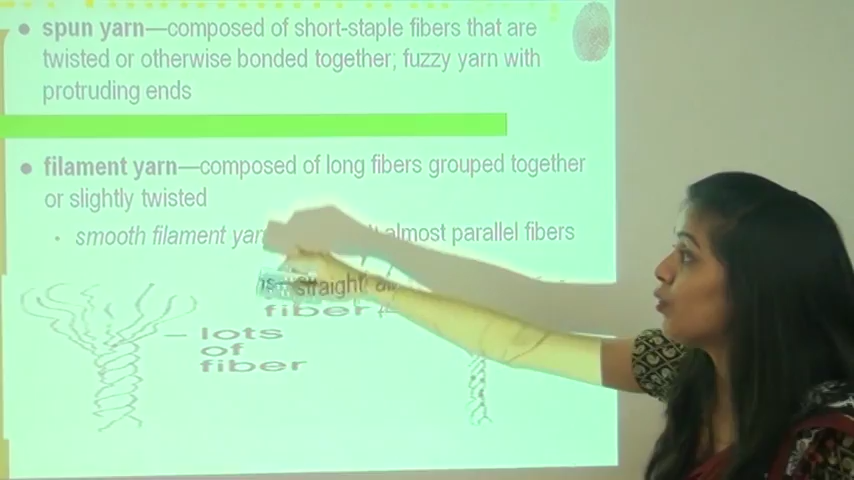 • spun yarn—composed of short-staple fibers that are
twisted or otherwise bonded together; fuzzy yarn with
protruding ends
• filament yarn—composed of long fibers grouped together
or slightly twisted
• smooth filament yar almost parallel fibers
straight
fiber
lots
of
fiber